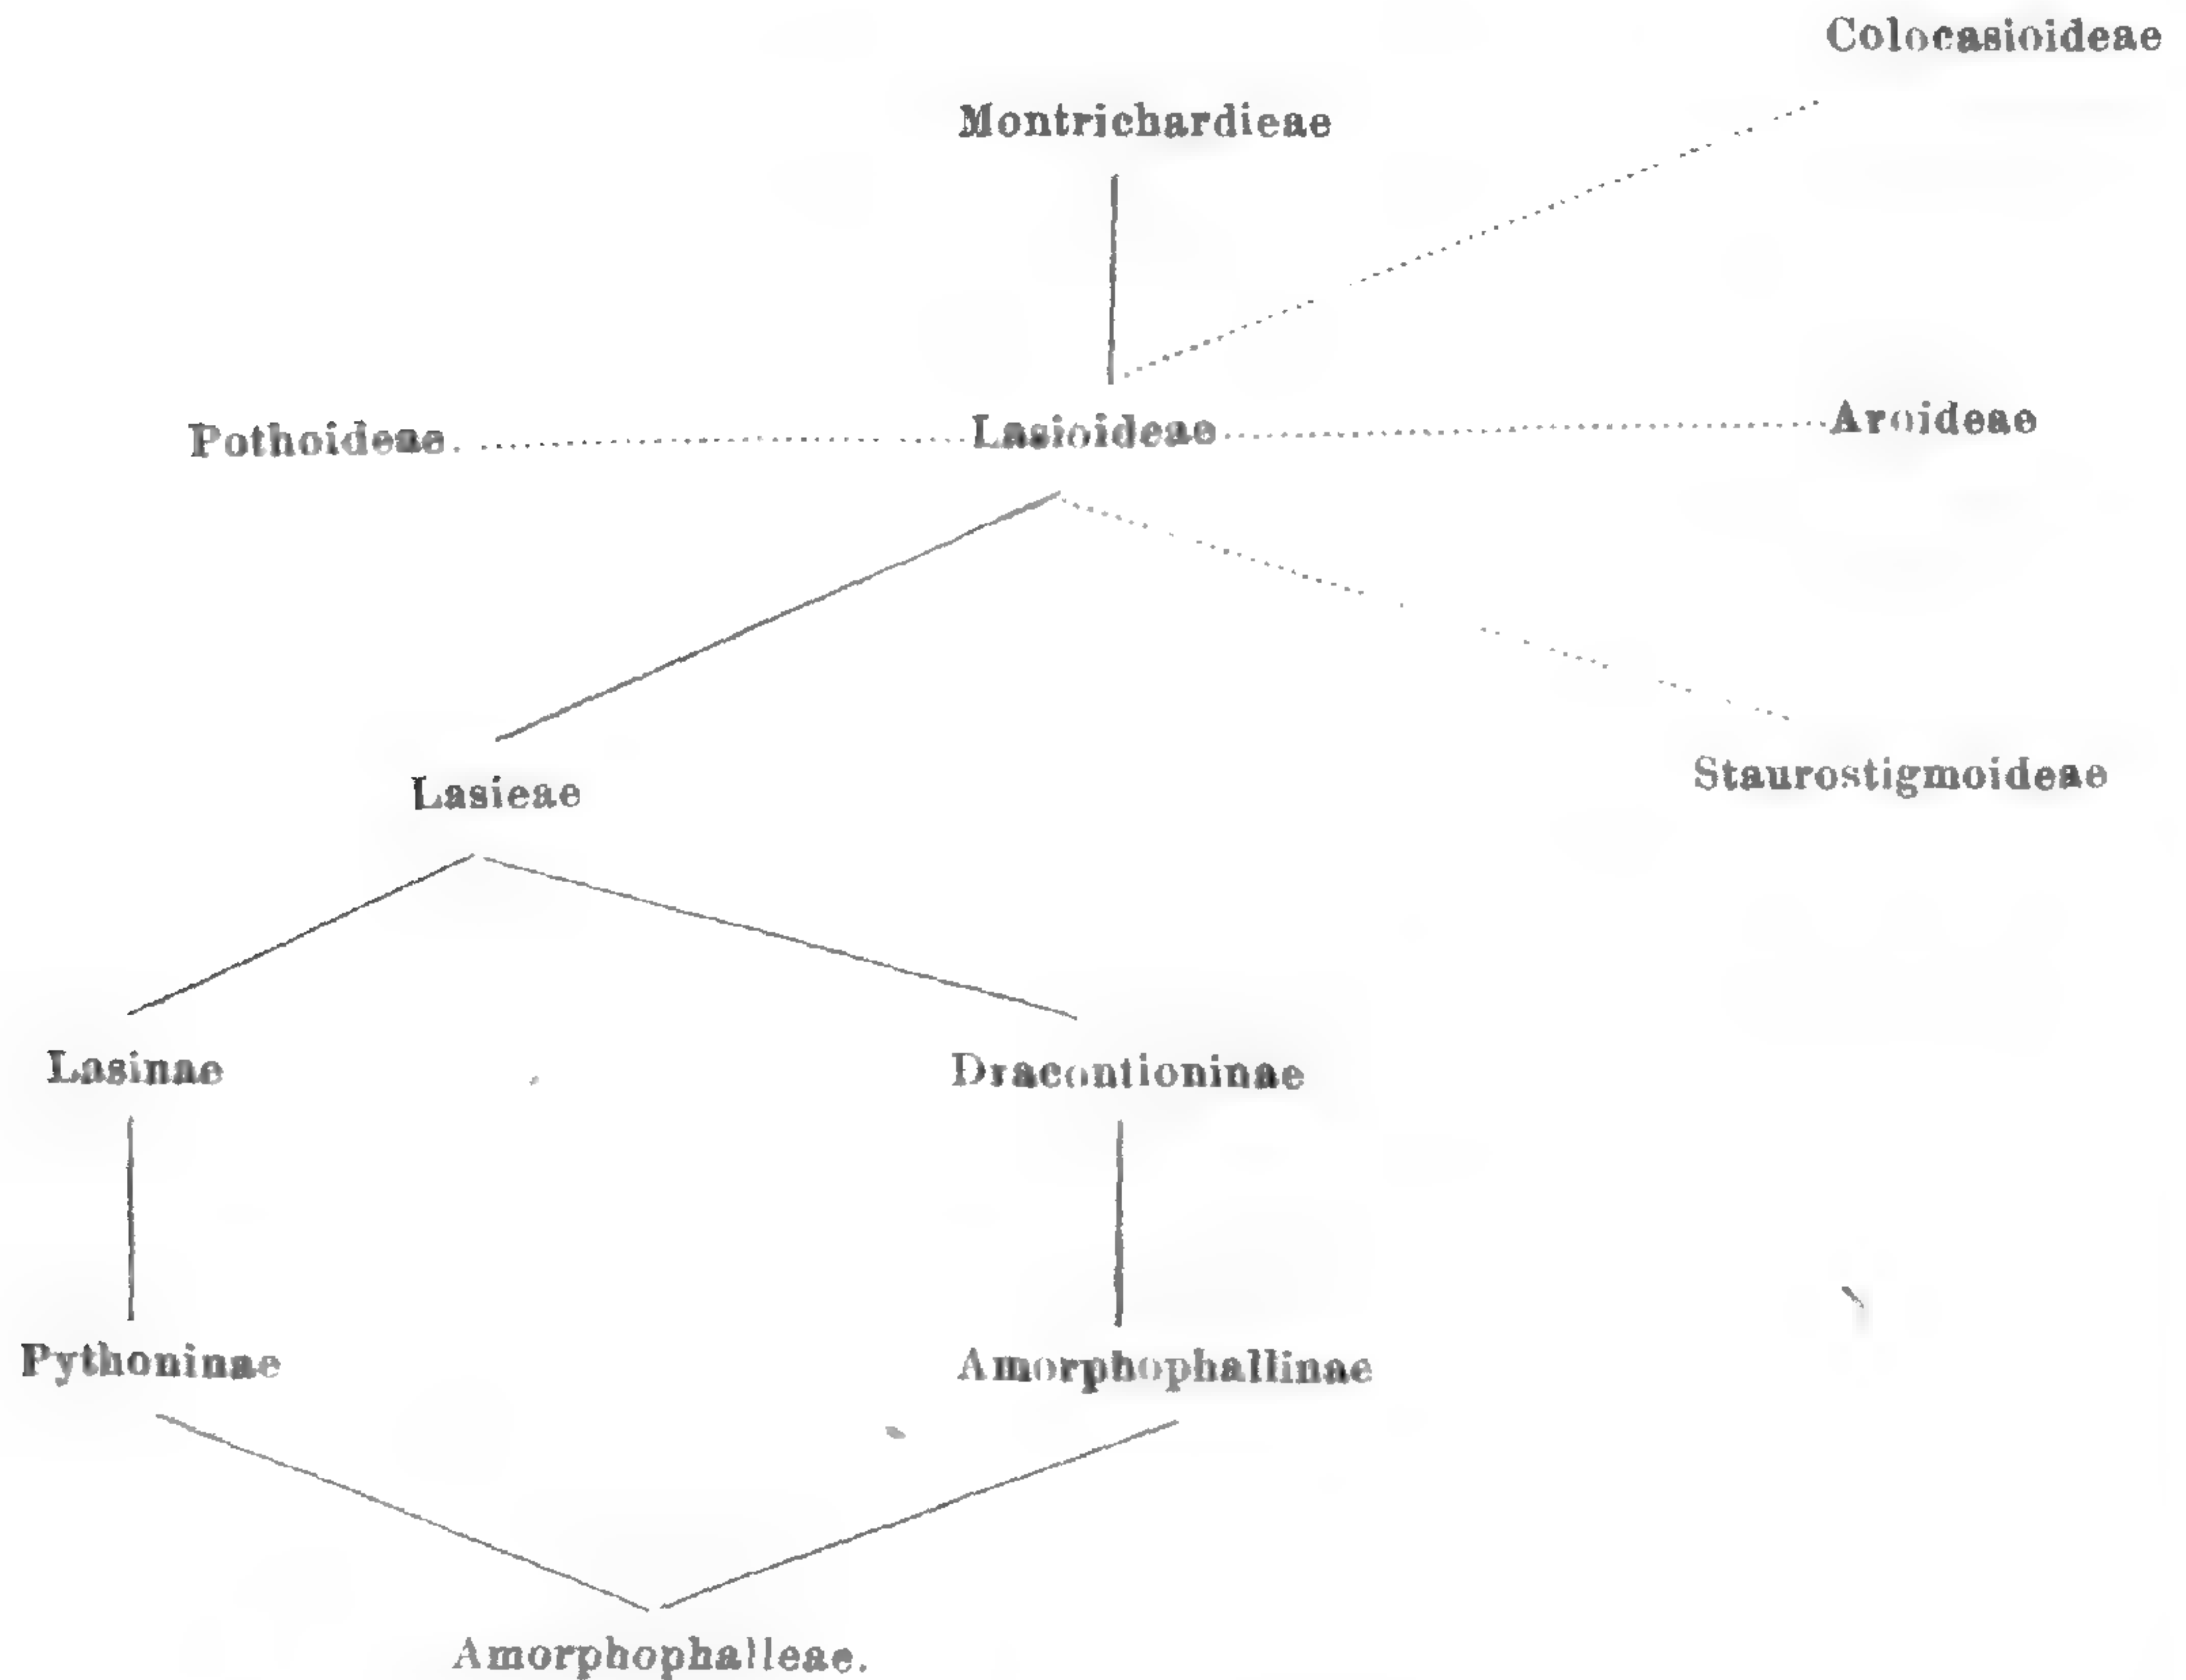 Colocasioideae
Montrichardieae
Pothoideae. Lasioideae Aroideae
Lasieae
Staurostigmoideae
Lasinae Dracontioninae
Pythoninae Amorphophallinae
Amorphophalleae.